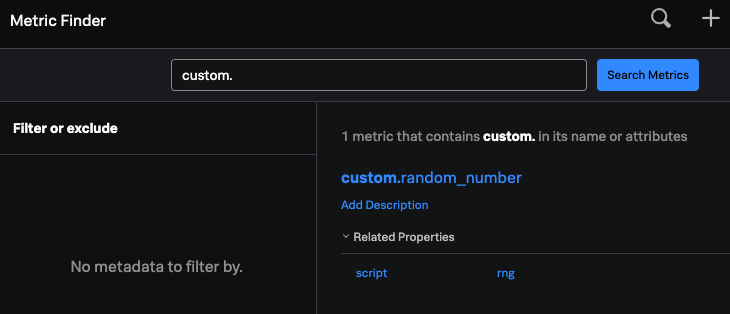 Metric Finder
custom.
Search Metrics
Filter or exclude
No metadata to filter by.
1 metric that contains custom. in its name or attributes
custom.random_number
Add Description
Related Properties
script rng